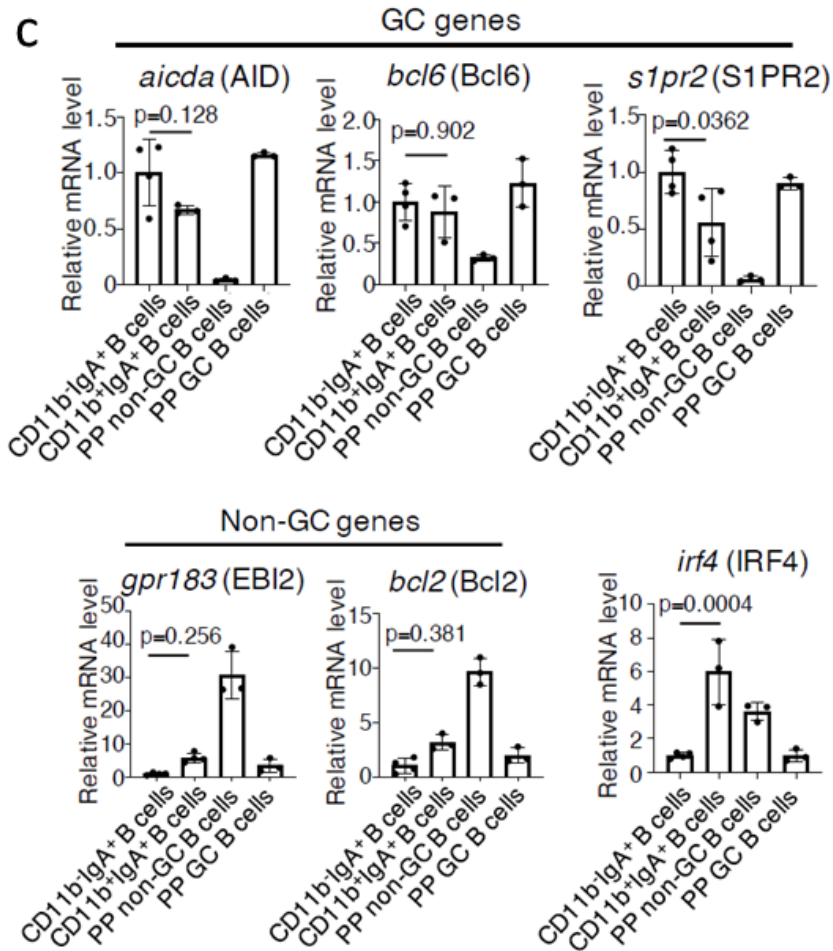 C
GC genes
aicda (AID)
bcl6 (Bcl6)
s1pr2 (S1PR2)
Relative mRNA level
1.5
1.0
0.5
0
p=0.128
CD11b⁻IgA⁺ B cells
CD11b⁺IgA⁺ B cells
PP non-GC B cells
PP GC B cells
Relative mRNA level
2.0
1.5
1.0
0.5
0
p=0.902
CD11b⁻IgA⁺ B cells
CD11b⁺IgA⁺ B cells
PP non-GC B cells
PP GC B cells
Relative mRNA level
1.5
1.0
0.5
0
p=0.0362
CD11b⁻IgA⁺ B cells
CD11b⁺IgA⁺ B cells
PP non-GC B cells
PP GC B cells
Non-GC genes
gpr183 (EBI2)
bcl2 (Bcl2)
irf4 (IRF4)
Relative mRNA level
50
40
30
20
10
0
p=0.256
CD11b⁻IgA⁺ B cells
CD11b⁺IgA⁺ B cells
PP non-GC B cells
PP GC B cells
Relative mRNA level
15
10
5
0
p=0.381
CD11b⁻IgA⁺ B cells
CD11b⁺IgA⁺ B cells
PP non-GC B cells
PP GC B cells
Relative mRNA level
10
8
6
4
2
0
p=0.0004
CD11b⁻IgA⁺ B cells
CD11b⁺IgA⁺ B cells
PP non-GC B cells
PP GC B cells